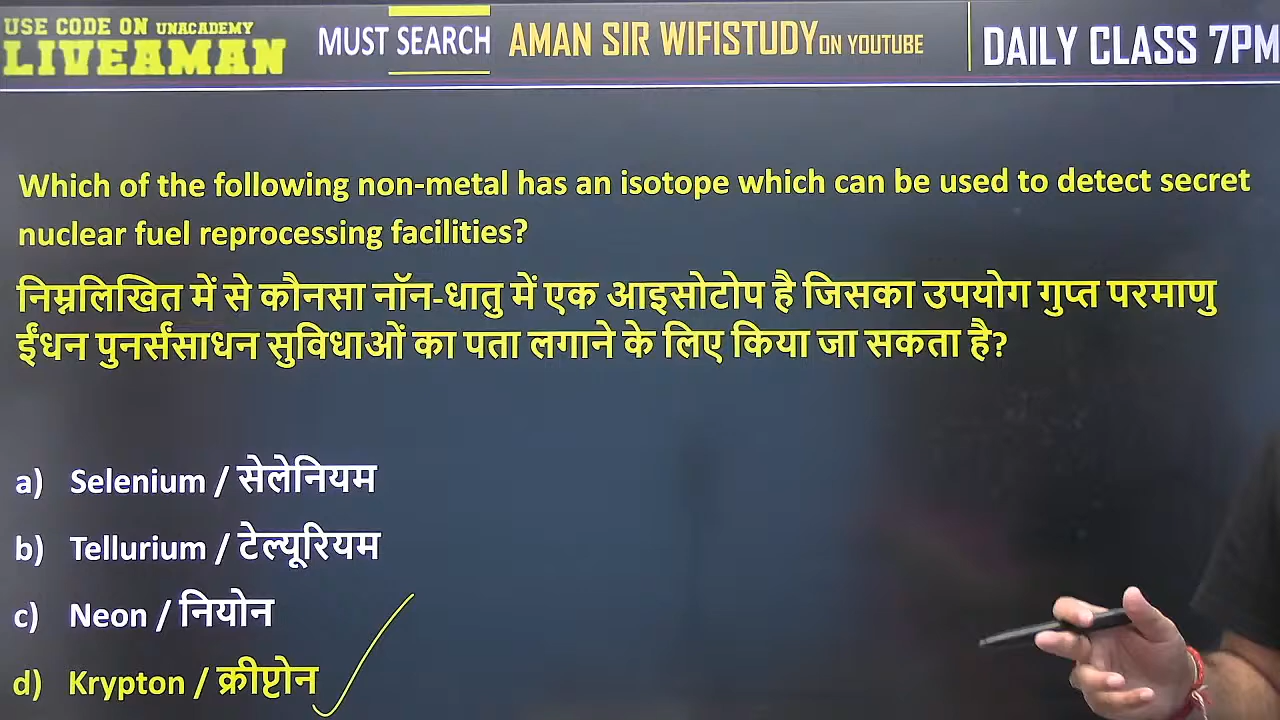 USE CODE ON UNACADEMY
LIVEAMAN
MUST SEARCH
AMAN SIR WIFISTUDY ON YOUTUBE
DAILY CLASS 7PM
Which of the following non-metal has an isotope which can be used to detect secret
nuclear fuel reprocessing facilities?
निम्नलिखित में से कौनसा नॉन-धातु में एक आइसोटोप है जिसका उपयोग गुप्त परमाणु
ईंधन पुनर्संसाधन सुविधाओं का पता लगाने के लिए किया जा सकता है?
a) Selenium / सेलेनियम
b) Tellurium / टेल्यूरियम
c) Neon / नियोन
d) Krypton / क्रीप्टोन